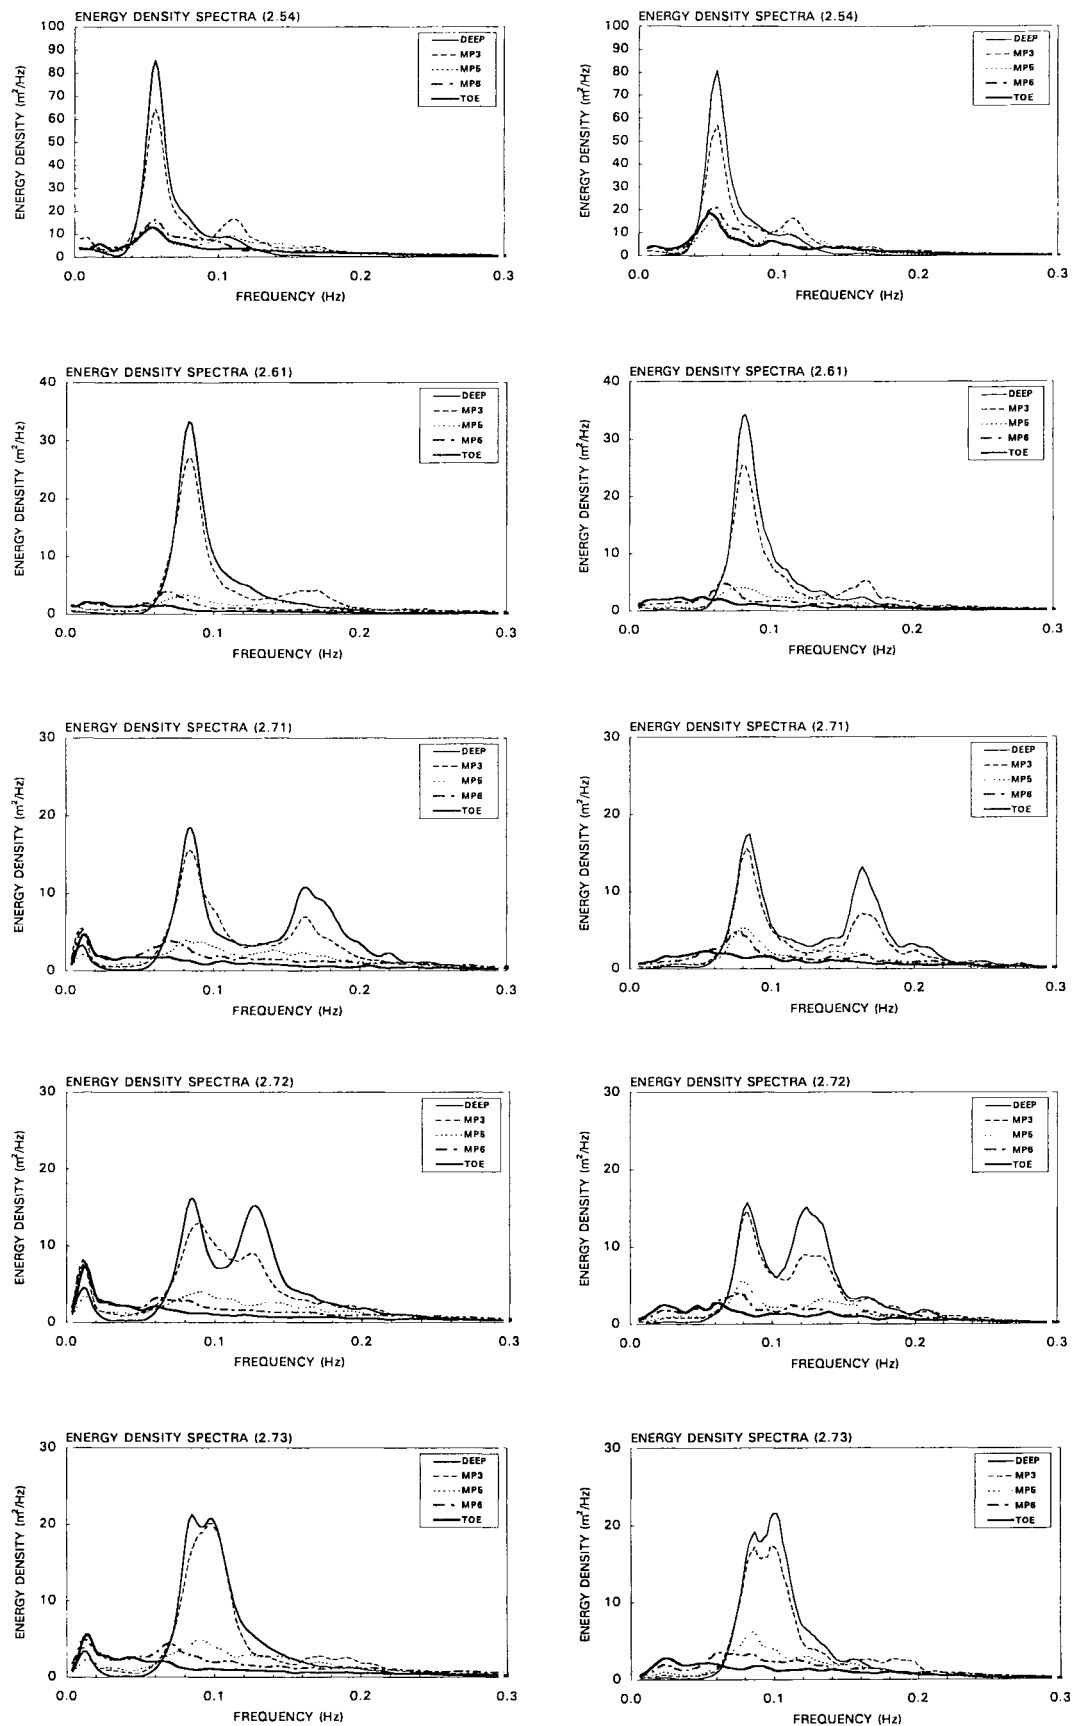 ENERGY DENSITY SPECTRA (2.54)
ENERGY DENSITY (m²/Hz)
100
90
80
70
60
50
40
30
20
10
0
DEEP
MP3
MP5
MP6
TOE
0.0
0.1
0.2
0.3
FREQUENCY (Hz)
ENERGY DENSITY SPECTRA (2.54)
ENERGY DENSITY (m²/Hz)
100
90
80
70
60
50
40
30
20
10
0
DEEP
MP3
MP5
MP6
TOE
0.0
0.1
0.2
0.3
FREQUENCY (Hz)
ENERGY DENSITY SPECTRA (2.61)
ENERGY DENSITY (m²/Hz)
40
30
20
10
0
DEEP
MP3
MP5
MP6
TOE
0.0
0.1
0.2
0.3
FREQUENCY (Hz)
ENERGY DENSITY SPECTRA (2.61)
ENERGY DENSITY (m²/Hz)
40
30
20
10
0
DEEP
MP3
MP5
MP6
TOE
0.0
0.1
0.2
0.3
FREQUENCY (Hz)
ENERGY DENSITY SPECTRA (2.71)
ENERGY DENSITY (m²/Hz)
30
20
10
0
DEEP
MP3
MP5
MP6
TOE
0.0
0.1
0.2
0.3
FREQUENCY (Hz)
ENERGY DENSITY SPECTRA (2.71)
ENERGY DENSITY (m²/Hz)
30
20
10
0
DEEP
MP3
MP5
MP6
TOE
0.0
0.1
0.2
0.3
FREQUENCY (Hz)
ENERGY DENSITY SPECTRA (2.72)
ENERGY DENSITY (m²/Hz)
30
20
10
0
DEEP
MP3
MP5
MP6
TOE
0.0
0.1
0.2
0.3
FREQUENCY (Hz)
ENERGY DENSITY SPECTRA (2.72)
ENERGY DENSITY (m²/Hz)
30
20
10
0
DEEP
MP3
MP5
MP6
TOE
0.0
0.1
0.2
0.3
FREQUENCY (Hz)
ENERGY DENSITY SPECTRA (2.73)
ENERGY DENSITY (m²/Hz)
30
20
10
0
DEEP
MP3
MP5
MP6
TOE
0.0
0.1
0.2
0.3
FREQUENCY (Hz)
ENERGY DENSITY SPECTRA (2.73)
ENERGY DENSITY (m²/Hz)
30
20
10
0
DEEP
MP3
MP5
MP6
TOE
0.0
0.1
0.2
0.3
FREQUENCY (Hz)